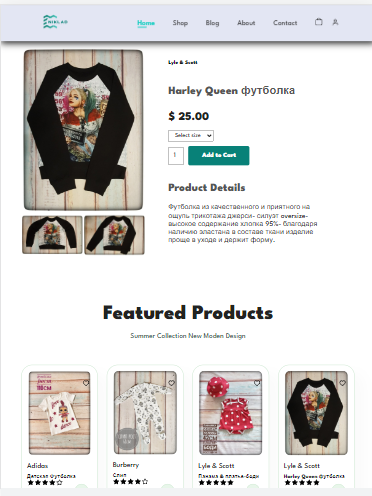 Home Shop Blog About Contact
Lyle & Scott
Harley Queen футболка
$ 25.00
Select size
1
Add to Cart
Product Details
Футболка из качественного и приятного на
ощупь трикотажа джерси- силуэт oversize-
высокое содержание хлопка 95%- благодаря
наличию эластана в составе ткани изделие
проще в уходе и держит форму.
Featured Products
Summer Collection New Moden Design
Adidas
Детская Футболка
Burberry
Слип
Lyle & Scott
Панама & платье-боди
Lyle & Scott
Harley Queen футболка